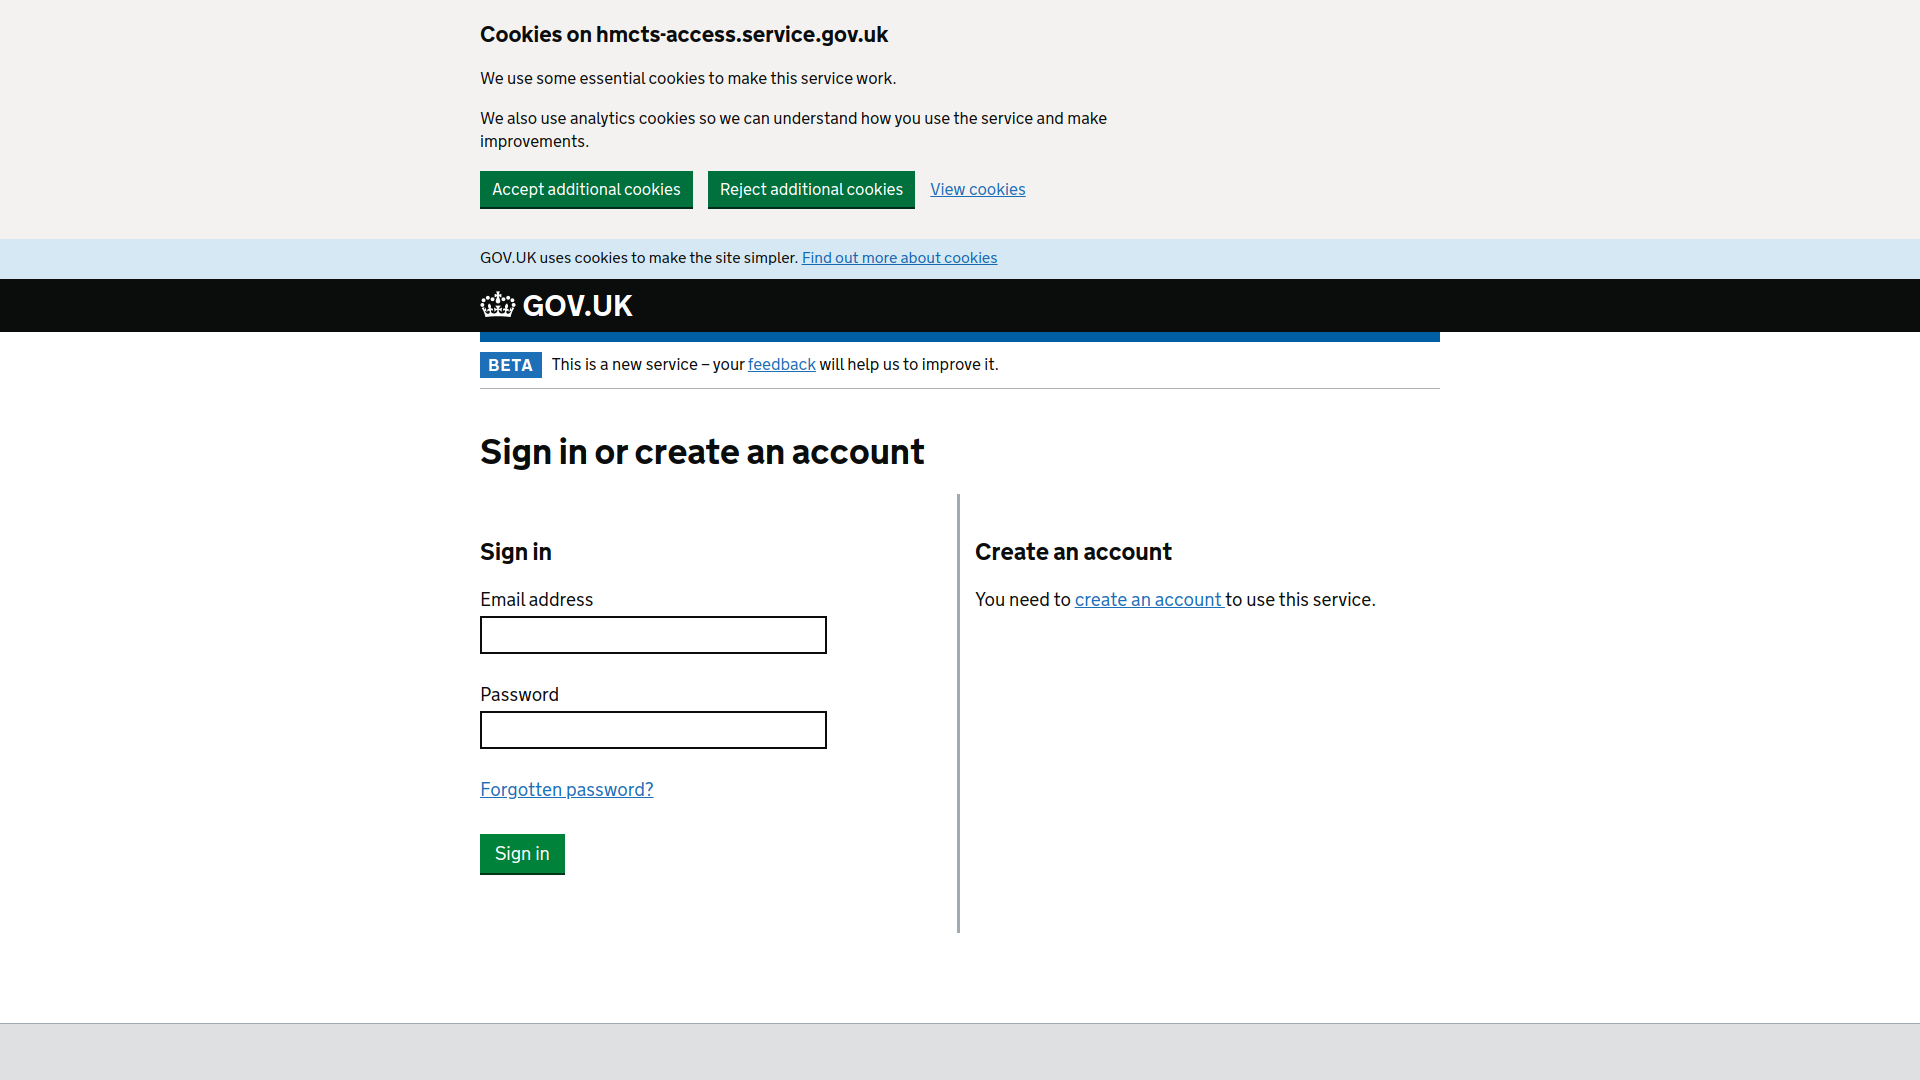 Cookies on hmcts-access.service.gov.uk
We use some essential cookies to make this service work.
We also use analytics cookies so we can understand how you use the service and make
improvements.
Accept additional cookies Reject additional cookies View cookies
GOV.UK uses cookies to make the site simpler. Find out more about cookies
GOV.UK
BETA This is a new service – your feedback will help us to improve it.
Sign in or create an account
Sign in
Email address
Password
Forgotten password?
Sign in
Create an account
You need to create an account to use this service.